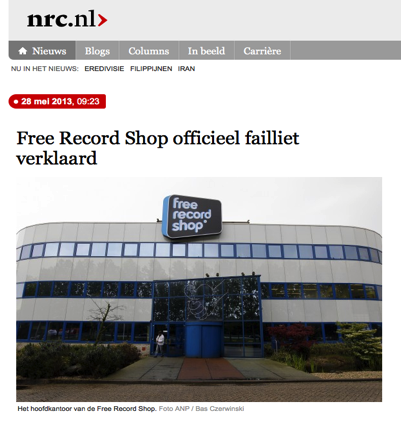 nrc.nl>
Nieuws Blogs Columns In beeld Carrière
NU IN HET NIEUWS: EREDIVISIE FILIPPIJNEN IRAN
28 mei 2013, 09:23
Free Record Shop officieel failliet
verklaard
free
record
shop
Het hoofdkantoor van de Free Record Shop. Foto ANP / Bas Czerwinski